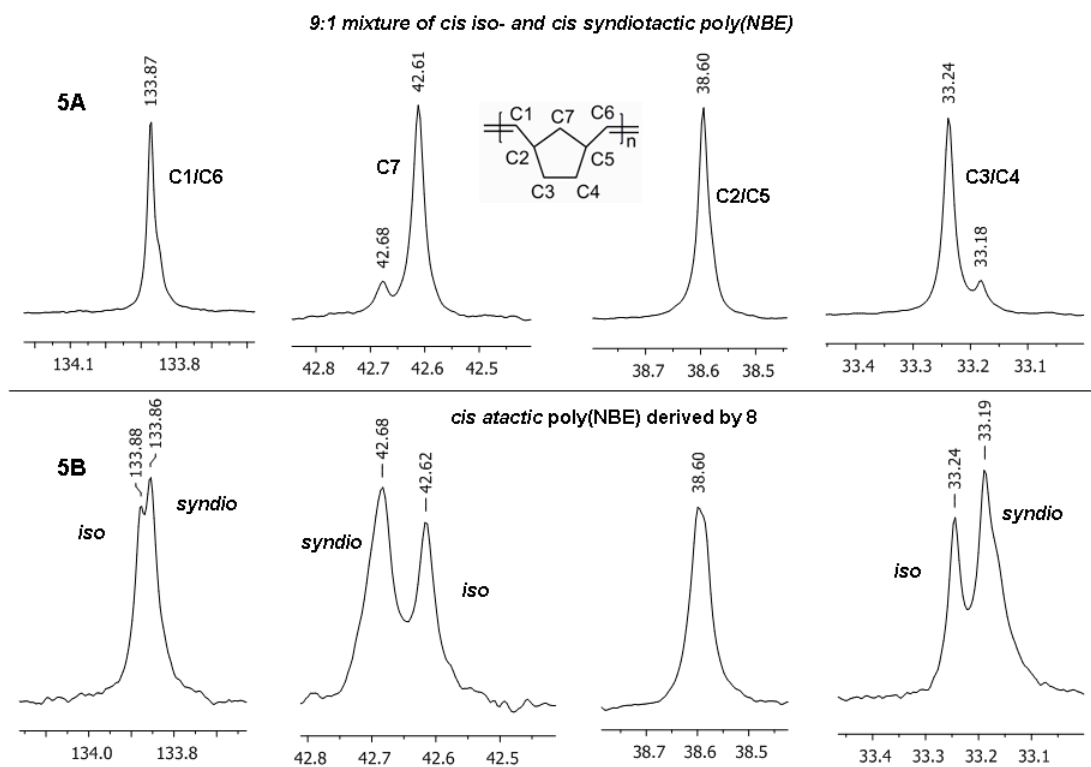 9:1 mixture of cis iso- and cis syndiotactic poly(NBE)
5A
133.87
C1/C6
C7
42.68
42.61
C1 C7 C6
n
C2 C5
C3 C4
38.60
C2/C5
33.24
C3/C4
33.18
134.1 133.8
42.8 42.7 42.6 42.5
38.7 38.6 38.5
33.4 33.3 33.2 33.1
cis atactic poly(NBE) derived by 8
5B
133.88
133.86
iso
syndio
42.68
42.62
syndio
iso
38.60
33.24
33.19
iso
syndio
134.0 133.8
42.8 42.7 42.6 42.5
38.7 38.6 38.5
33.4 33.3 33.2 33.1